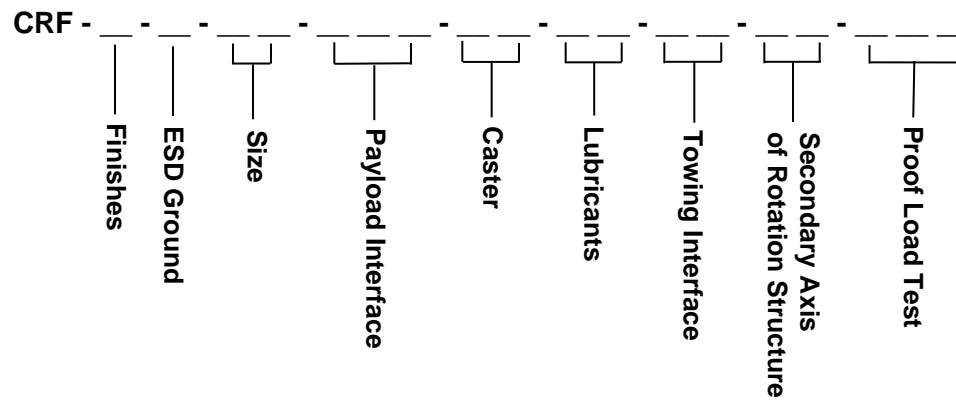 CRF - __ - __ - __ __ - __ __ __ - __ __ - __ __ - __ __ - __ __ - __ __ __
Finishes
ESD Ground
Size
Payload Interface
Caster
Lubricants
Towing Interface
Secondary Axis
of Rotation Structure
Proof Load Test